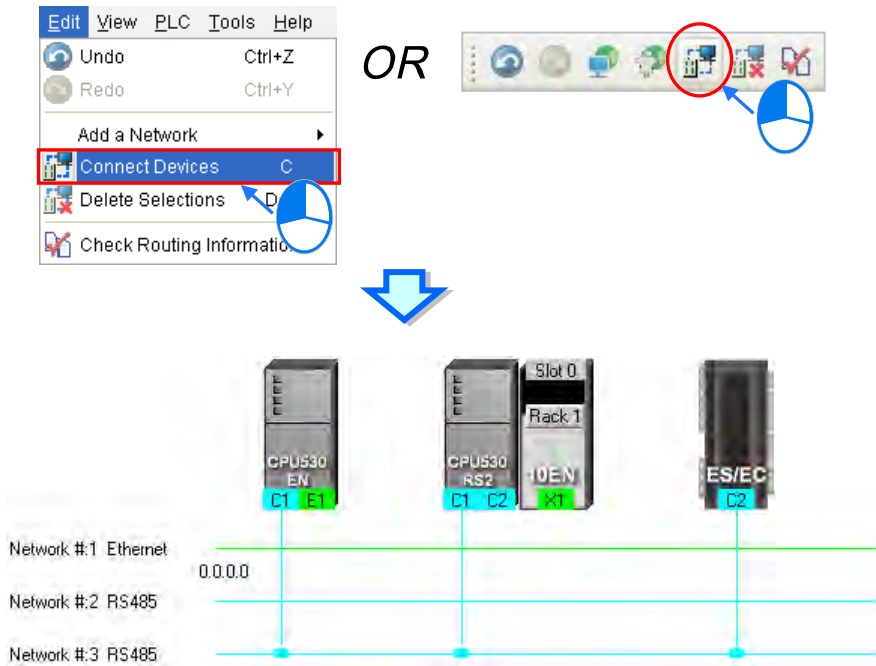 Edit View PLC Tools Help
Undo Ctrl+Z
Redo Ctrl+Y
Add a Network
Connect Devices C
Delete Selections D
Check Routing Informatio
OR
Slot 0
Rack 1
CPU530 EN
C1 E1
CPU530 RS2
C1 C2
10EN
X1
ES/EC
C2
Network #:1 Ethernet
0.0.0.0
Network #:2 RS485
Network #:3 RS485